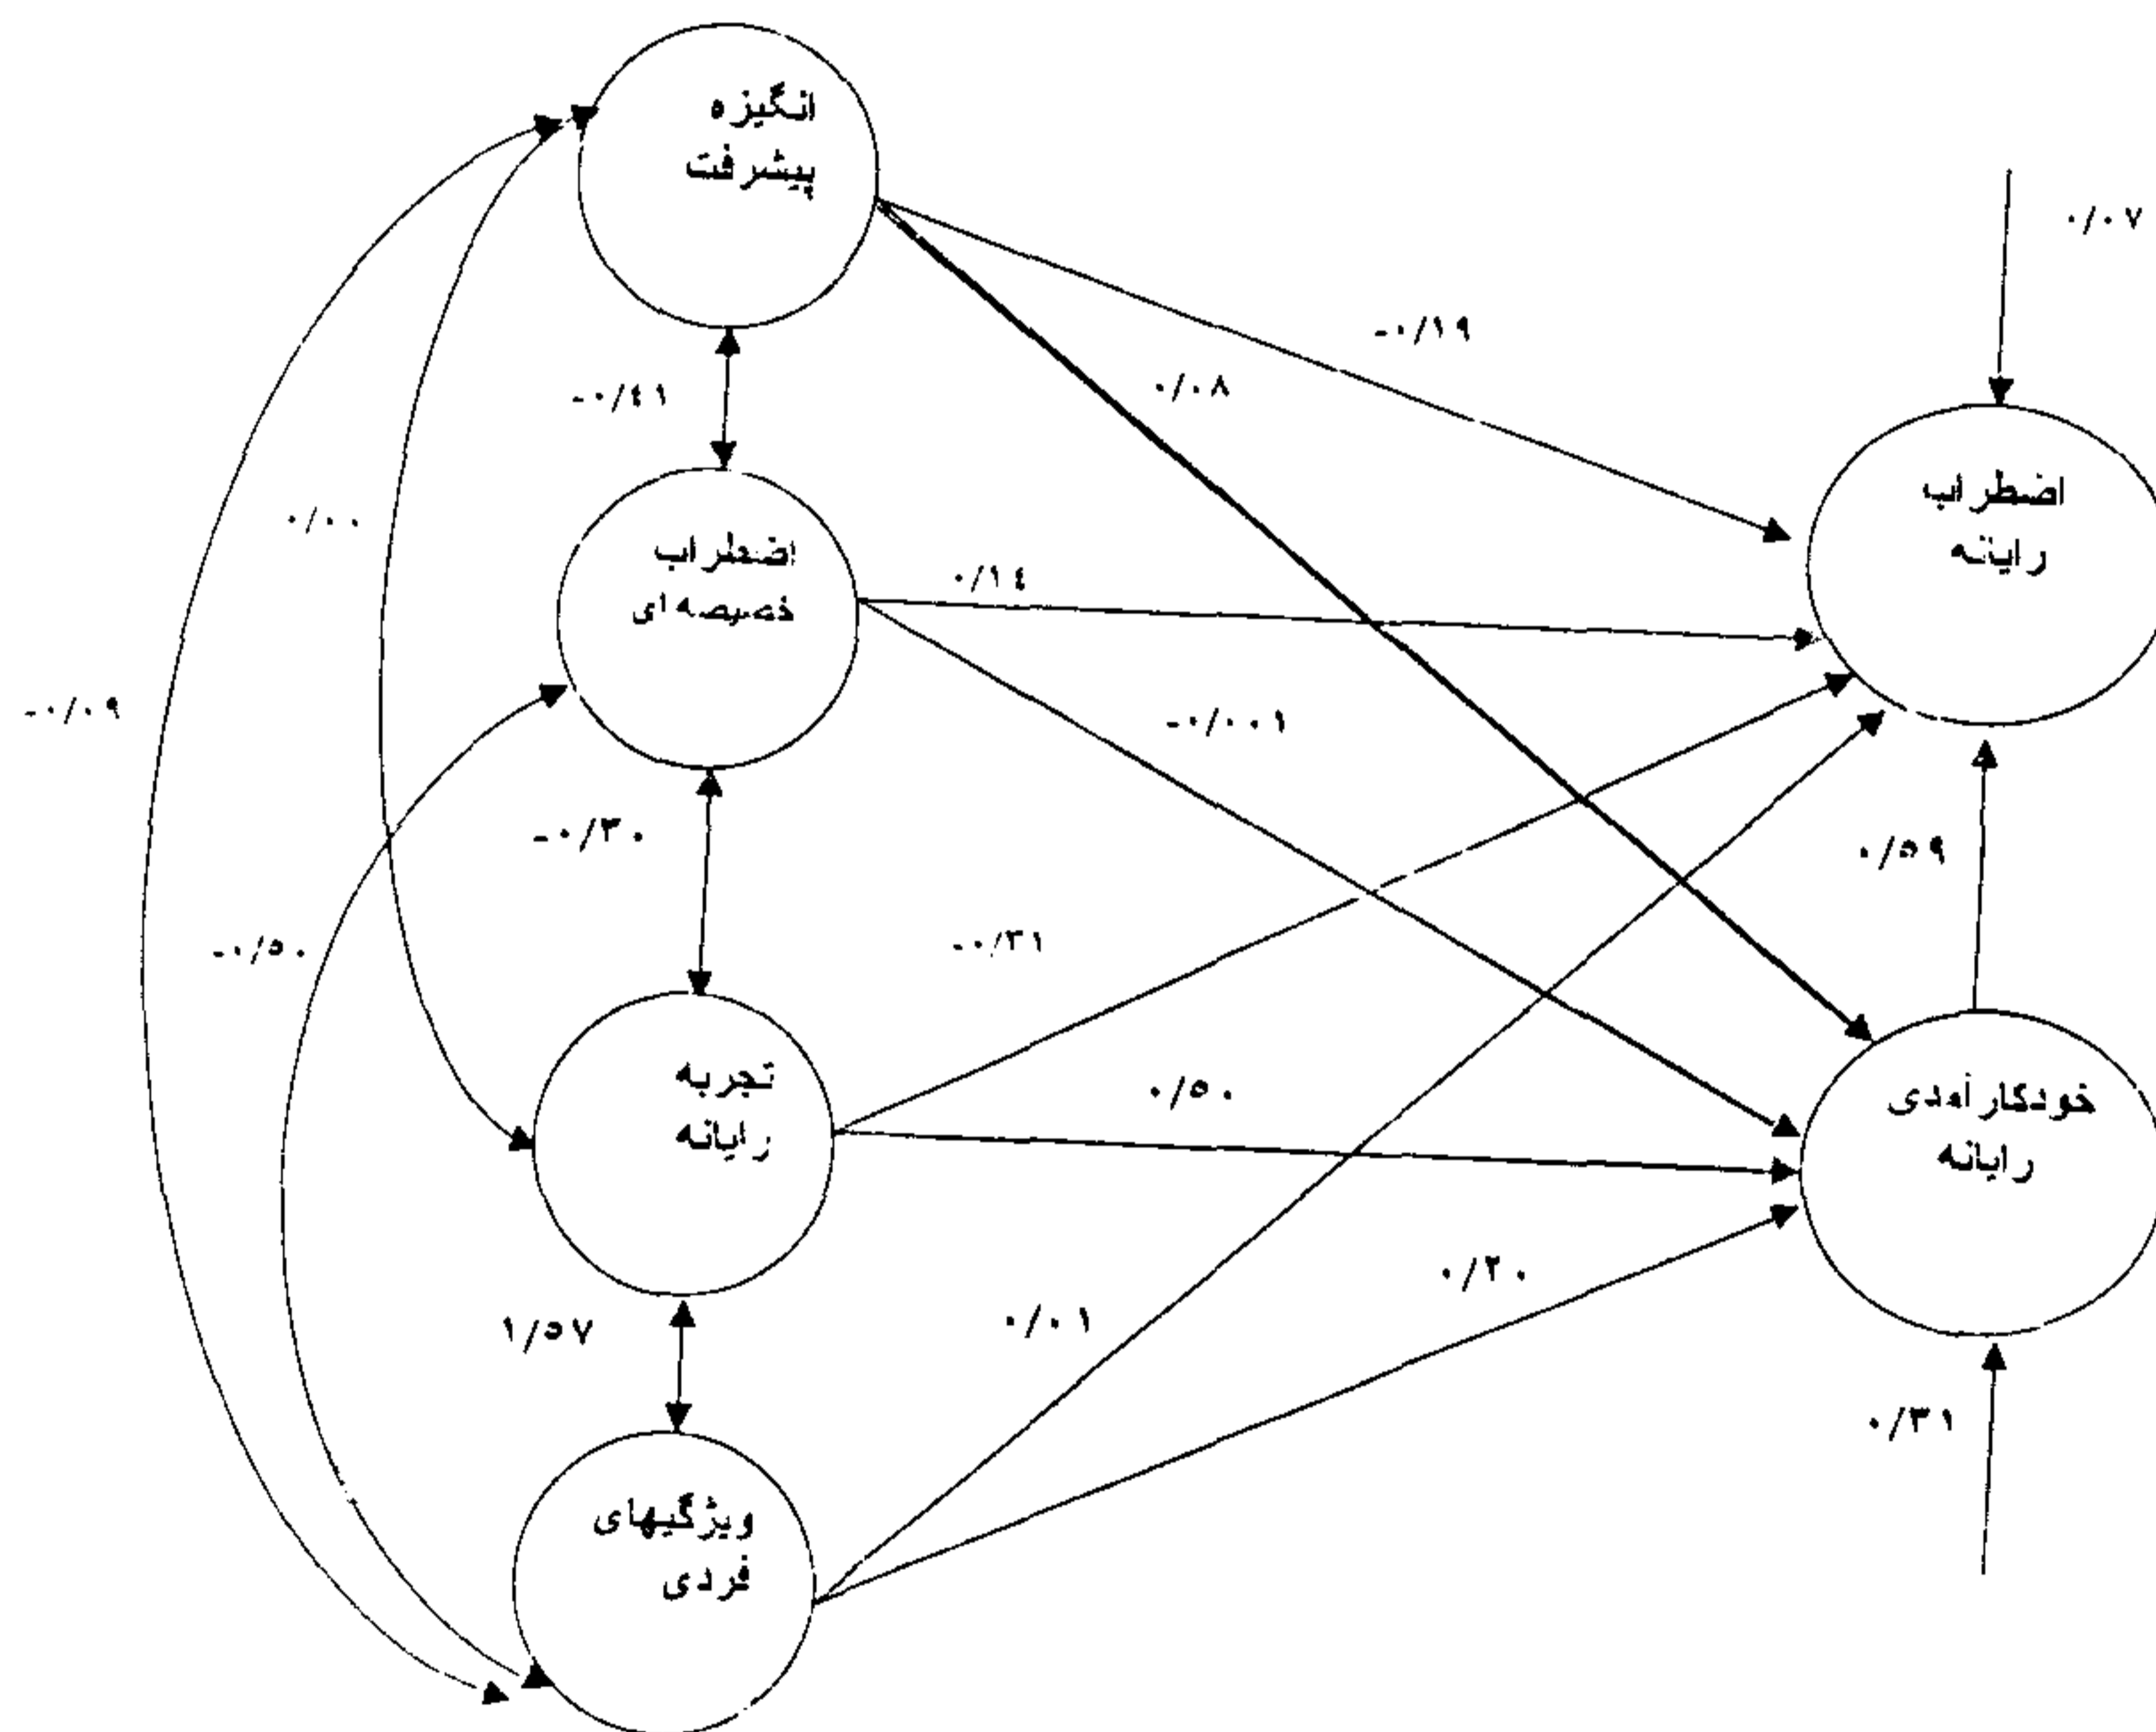 انگیزه
پیشرفت
۰/۰۷
-۰/۱۹
۰/۰۸
-۰/٤۱
۰/۰۰
اضطراب
رایانه
اضطراب
خصیصه ای
۰/۱٤
-۰/۰۹
-۰/۰۰۱
-۰/۳۰
۰/۵۹
-۰/۵۰
-۰/۳۱
تجربه
رایانه
۰/۵۰
خودکارآمدی
رایانه
۰/۲۰
۰/۰۱
۱/۵۷
۰/۳۱
ویژگیهای
فردی